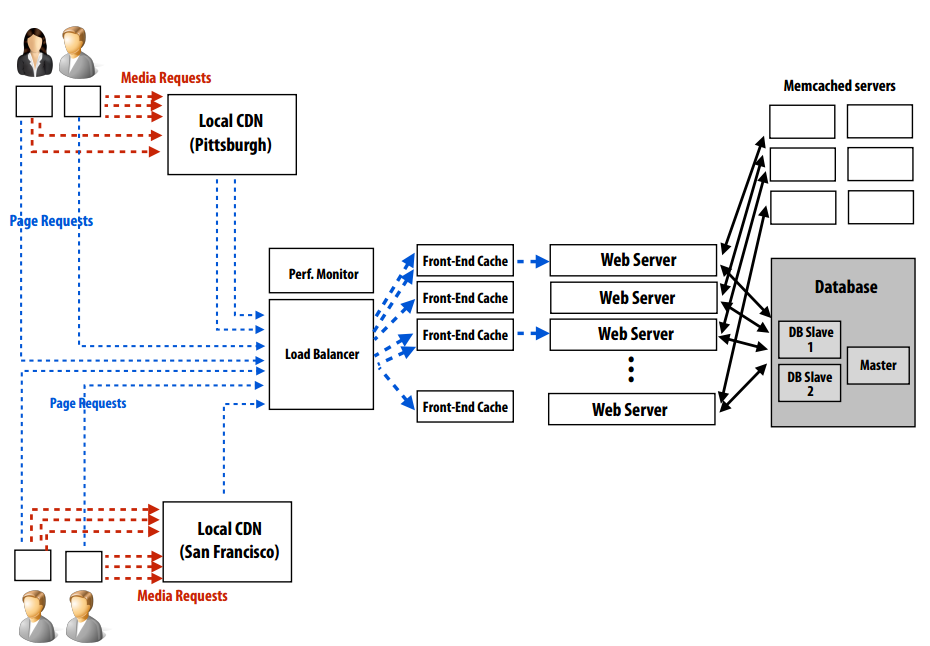 Media Requests
Local CDN
(Pittsburgh)
Page Requests
Perf. Monitor
Load Balancer
Page Requests
Local CDN
(San Francisco)
Media Requests
Front-End Cache
Front-End Cache
Front-End Cache
Front-End Cache
Web Server
Web Server
Web Server
Web Server
Memcached servers
Database
DB Slave
1
DB Slave
2
Master